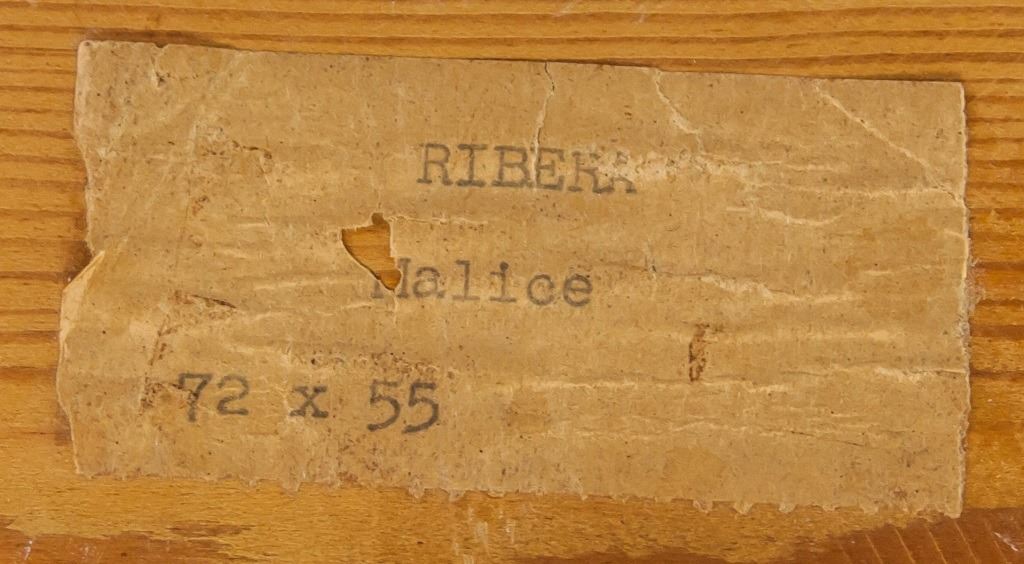 RIBERA
Malice
72 x 55